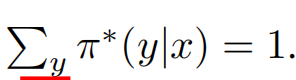 ∑_y π*(y|x) = 1.